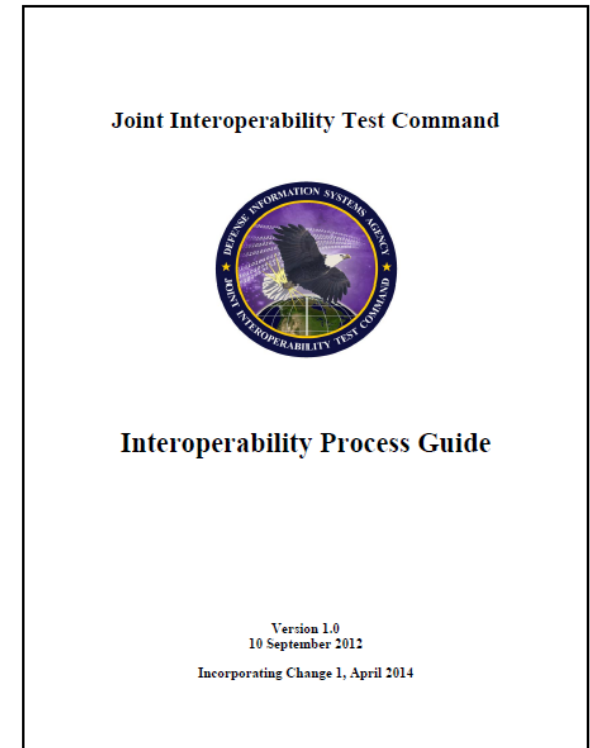 Joint Interoperability Test Command
DEFENSE INFORMATION SYSTEMS AGENCY
JOINT INTEROPERABILITY TEST COMMAND
Interoperability Process Guide
Version 1.0
10 September 2012
Incorporating Change 1, April 2014